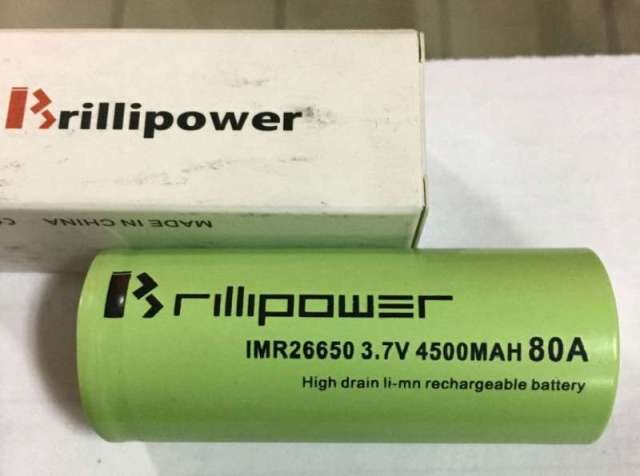 Brillipower
MADE IN CHINA
Brillipower
IMR26650 3.7V 4500MAH 80A
High drain li-mn rechargeable battery